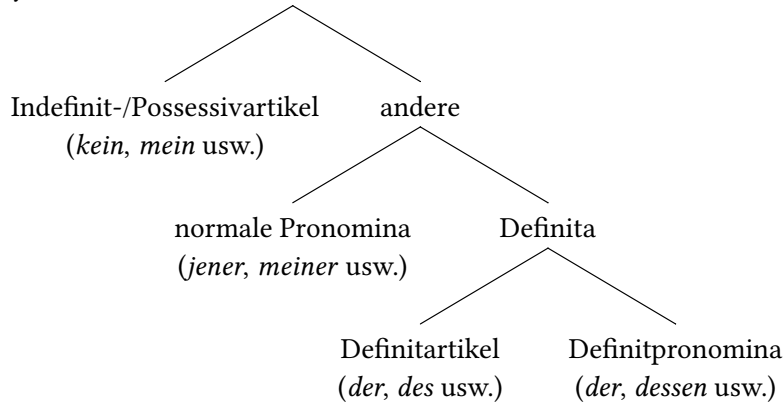 Indefinit-/Possessivartikel andere
(kein, mein usw.)
normale Pronomina Definita
(jener, meiner usw.)
Definitartikel Definitpronomina
(der, des usw.) (der, dessen usw.)